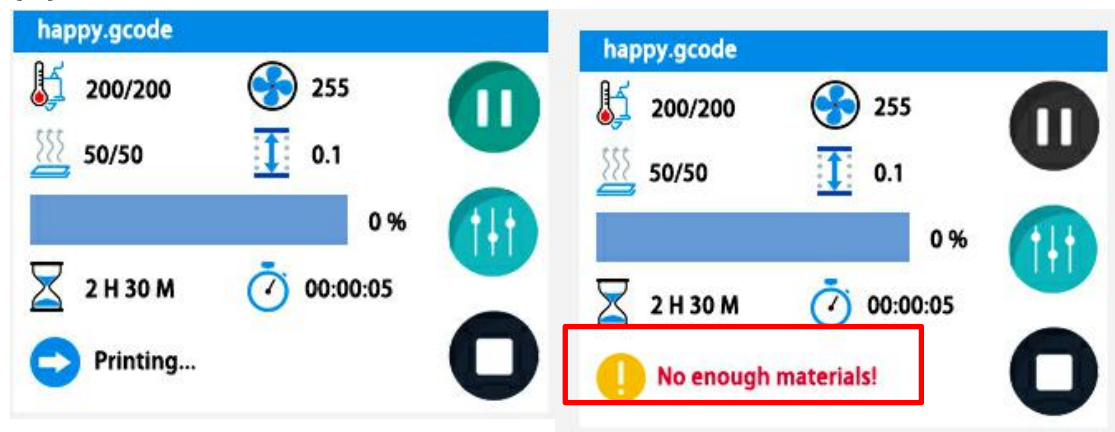 happy.gcode
200/200 255
50/50 0.1
0 %
2 H 30 M 00:00:05
Printing...
happy.gcode
200/200 255
50/50 0.1
0 %
2 H 30 M 00:00:05
No enough materials!